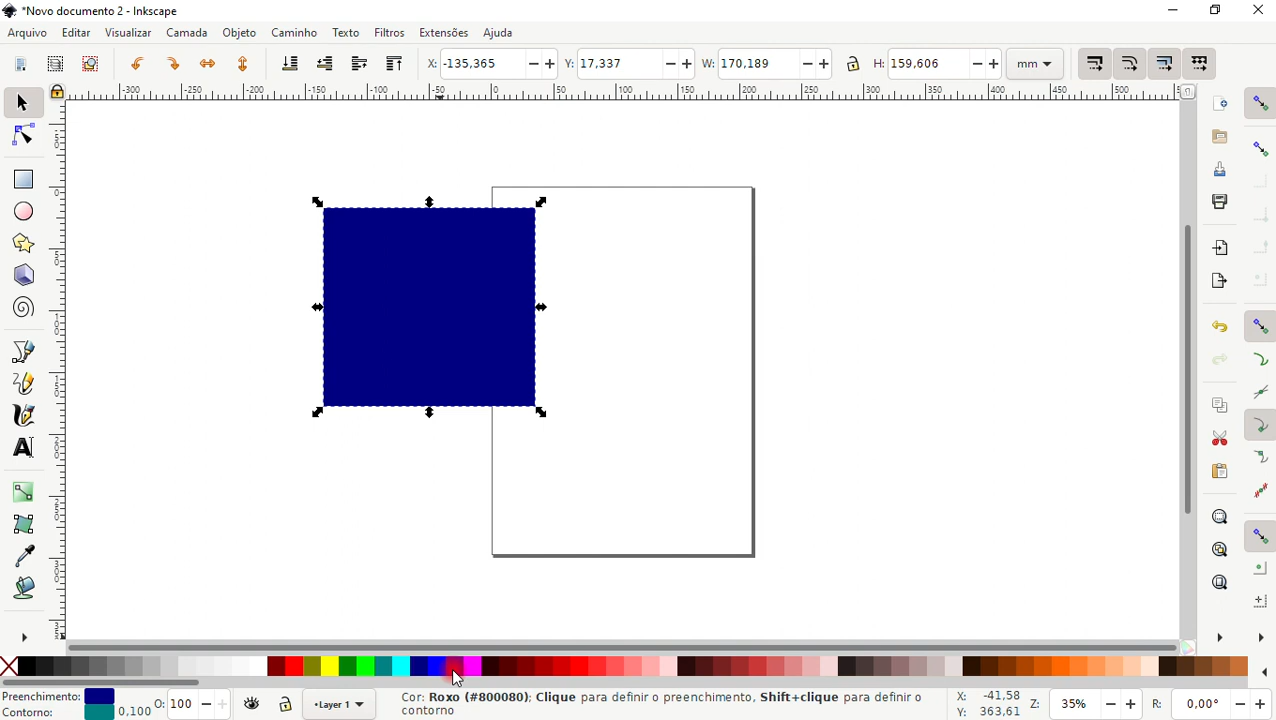 *Novo documento 2 - Inkscape
Arquivo Editar Visualizar Camada Objeto Caminho Texto Filtros Extensões Ajuda
X: -135,365 Y: 17,337 W: 170,189 H: 159,606 mm
-300 -250 -200 -150 -100 -50 0 50 100 150 200 250 300 350 400 450 500
Preenchimento: O: 100 •Layer 1 Cor: Roxo (#800080); Clique para definir o preenchimento, Shift+clique para definir o contorno X: -41.58 Z: 35% R: 0,00°
Contorno: 0,100 Y: 363,61